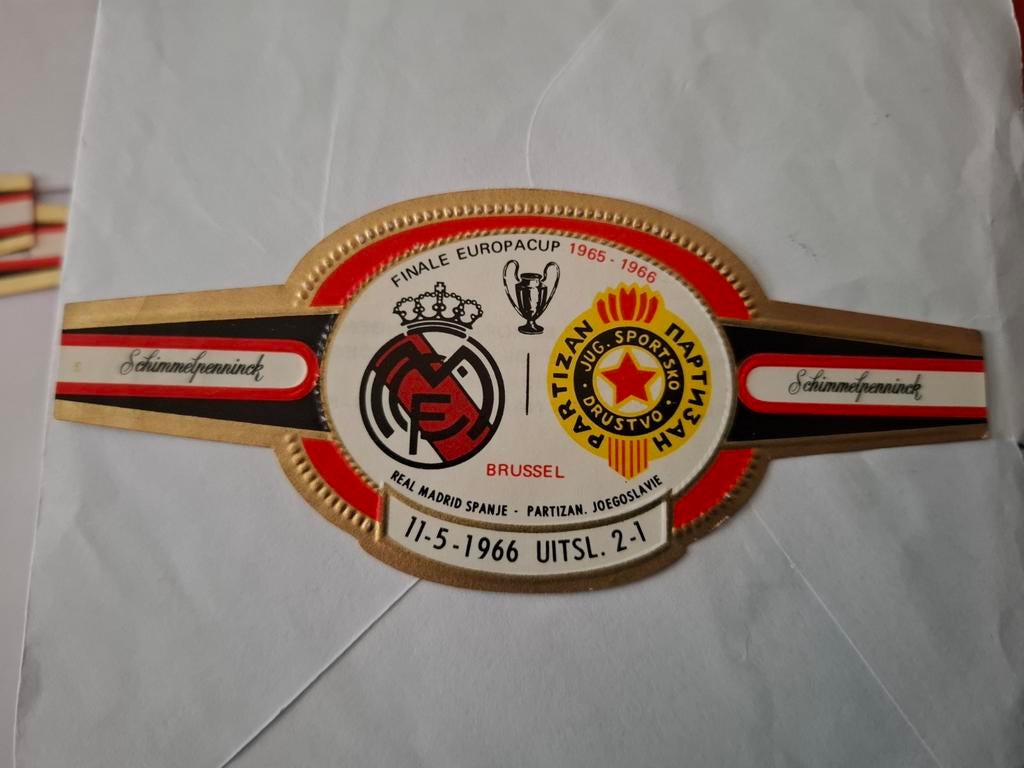 FINALE EUROPACUP 1965-1966
Schimmelpenninck
PARTIZAN ПАРТИЗАН
JUG. SPORTSKO DRUSTVO
Schimmelpenninck
BRUSSEL
REAL MADRID SPANJE - PARTIZAN. JOEGOSLAVIE
11-5-1966 UITSL. 2-1